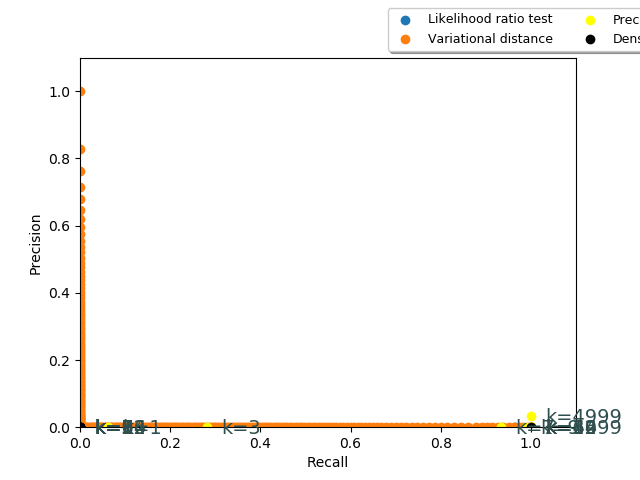 Likelihood ratio test
Variational distance
Prec
Dens
1.0
0.8
0.6
0.4
0.2
0.0
Precision
k=4999
k=1
k=3
0.0
0.2
0.4
0.6
0.8
1.0
Recall